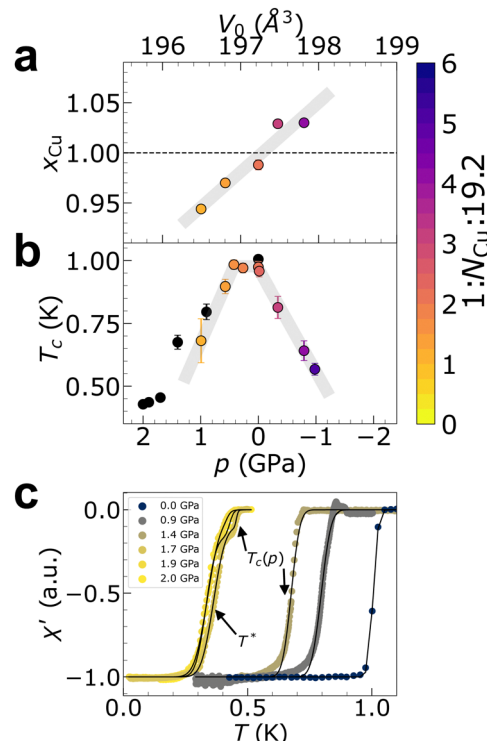 V₀ (Å³)
196 197 198 199
a
1.05
1.00
0.95
x_Cu
b
1.00
0.75
0.50
T_c (K)
2 1 0 −1 −2
p (GPa)
6
5
4
3
2
1
0
1:N_Cu:19.2
c
0.0
−0.5
−1.0
χ′ (a.u.)
0.0 GPa
0.9 GPa
1.4 GPa
1.7 GPa
1.9 GPa
2.0 GPa
T_c(p)
T*
0.0 0.5 1.0
T (K)